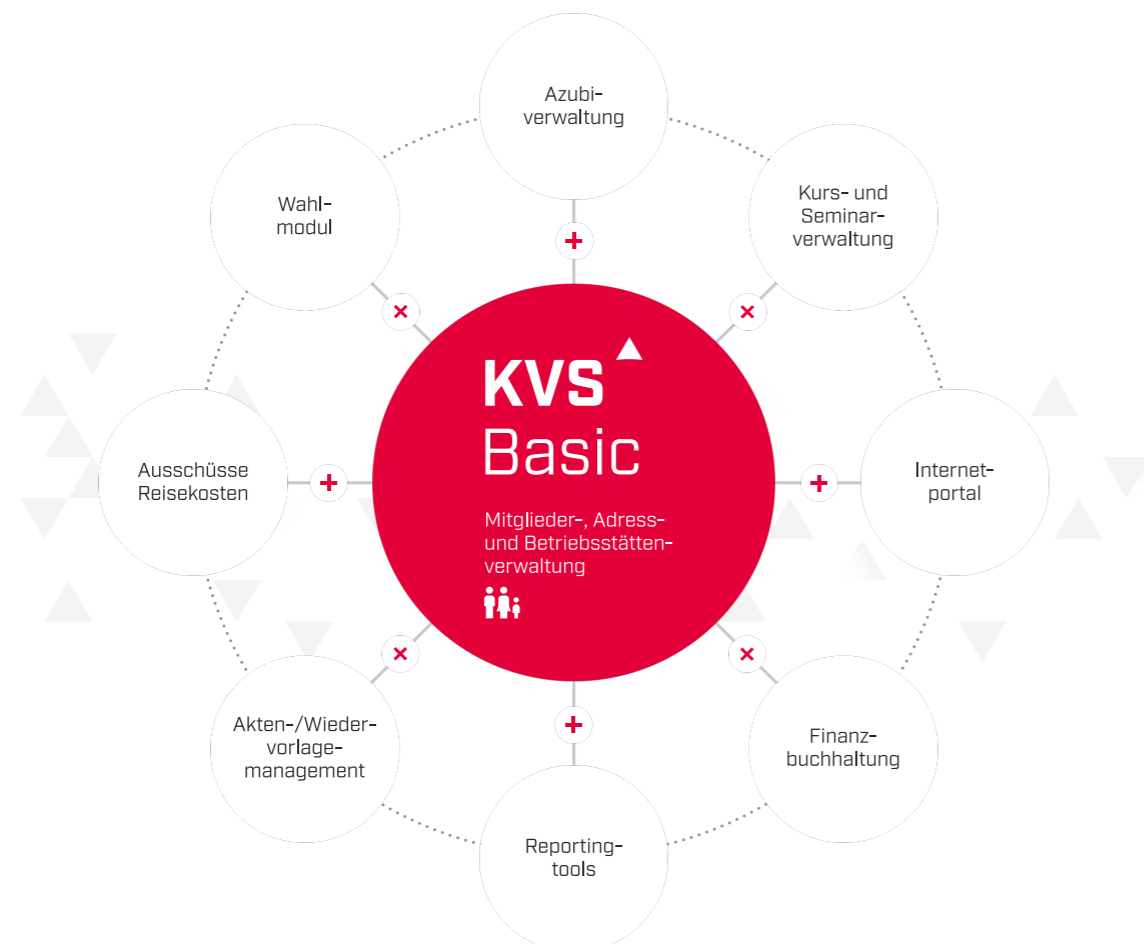 Azubi-
verwaltung
Kurs- und
Seminar-
verwaltung
Wahl-
modul
KVS
Basic
Mitglieder-, Adress-
und Betriebsstätten-
verwaltung
Ausschüsse
Reisekosten
Internet-
portal
Akten-/Wieder-
vorlage-
management
Finanz-
buchhaltung
Reporting-
tools